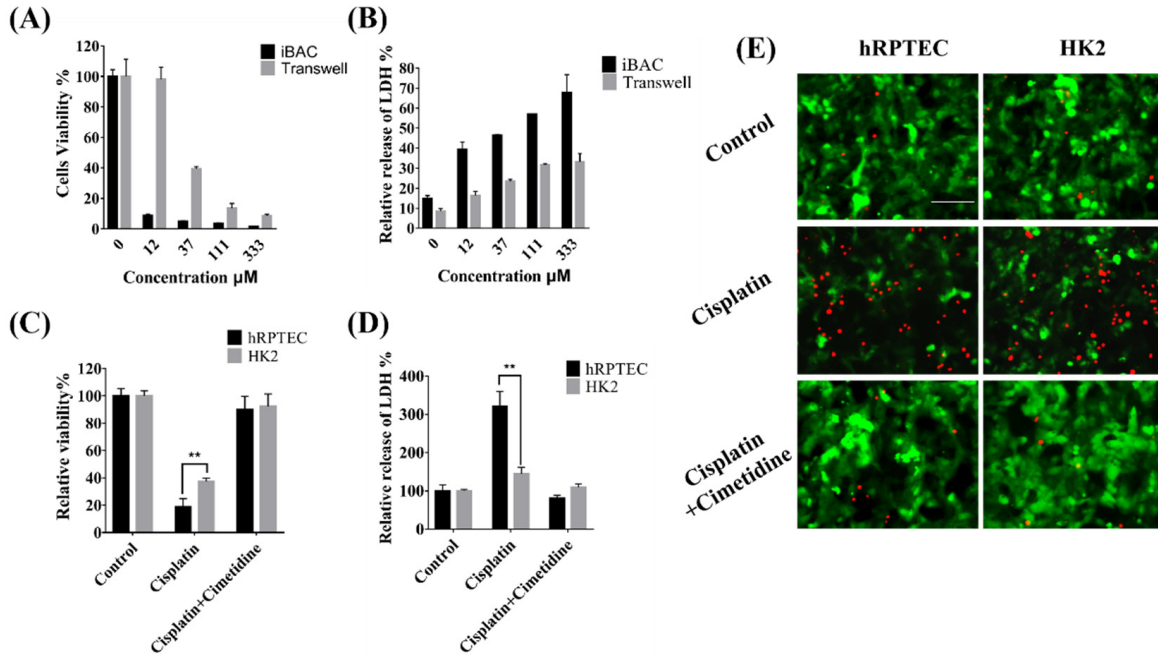 (A)
iBAC
Transwell
Cells Viability %
120
100
80
60
40
20
0
0
12
37
111
333
Concentration μM
(B)
iBAC
Transwell
Relative release of LDH %
80
70
60
50
40
30
20
10
0
0
12
37
111
333
Concentration μM
(C)
hRPTEC
HK2
Relative viability%
120
100
80
60
40
20
0
**
Control
Cisplatin
Cisplatin+Cimetidine
(D)
hRPTEC
HK2
Relative release of LDH %
400
300
200
100
0
**
Control
Cisplatin
Cisplatin+Cimetidine
(E)
hRPTEC
HK2
Control
Cisplatin
Cisplatin
+Cimetidine